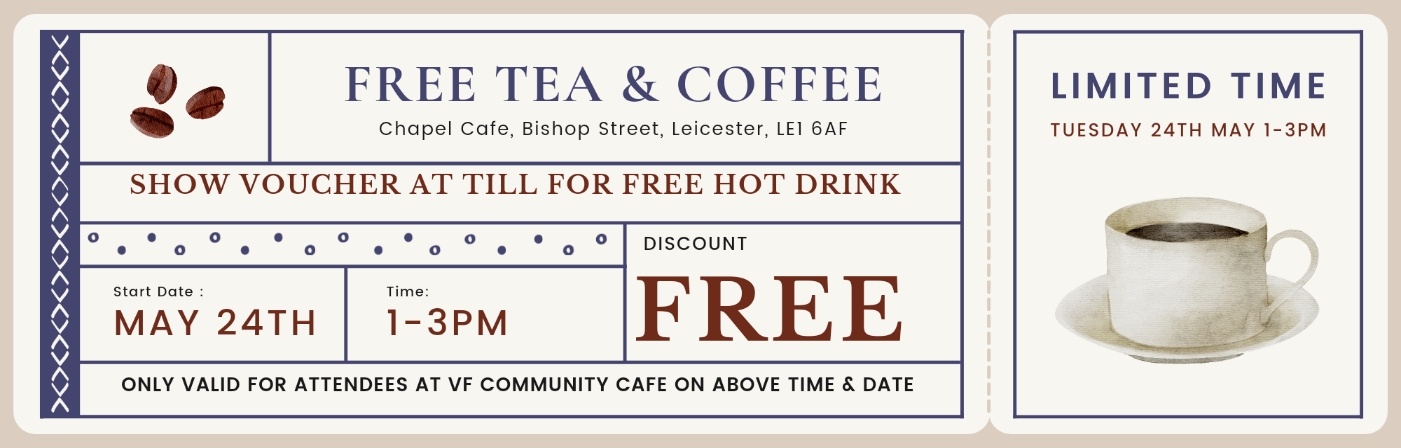 FREE TEA & COFFEE
Chapel Cafe, Bishop Street, Leicester, LE1 6AF
SHOW VOUCHER AT TILL FOR FREE HOT DRINK
DISCOUNT
FREE
Start Date :
MAY 24TH
Time:
1-3PM
ONLY VALID FOR ATTENDEES AT VF COMMUNITY CAFE ON ABOVE TIME & DATE
LIMITED TIME
TUESDAY 24TH MAY 1-3PM